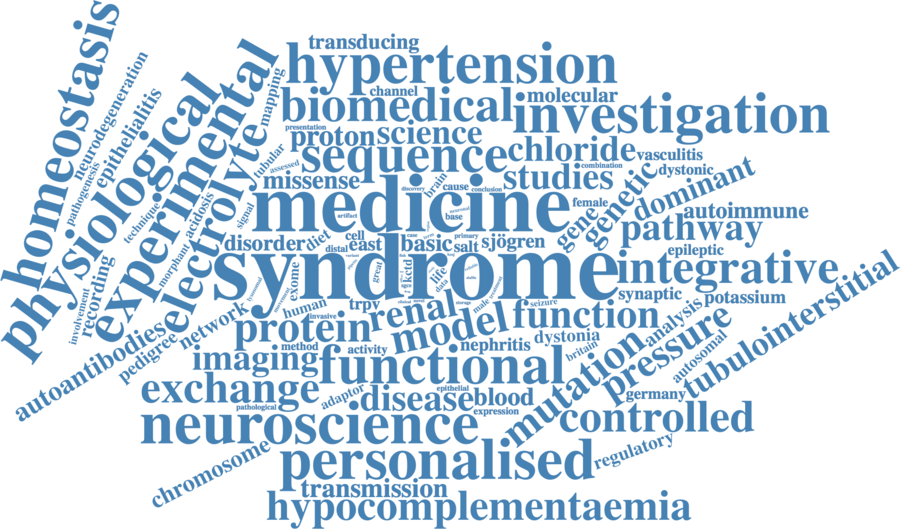 homeostasis
neurodegeneration
epithelialitis
pathogenesis
physiological
technique
experimental
acidosis
morphant
electrolyte
signal
tubular
mapping
involvement
recording
autoantibodies
pedigree
network
transducing
hypertension
channel
biomedical
molecular
investigation
presentation
proton
science
sequence
chloride
vasculitis
assessed
combination
dystonic
missense
discovery
brain
cause
conclusion
studies
medicine
artifact
base
female
gene
genetic
dominant
autoimmune
pathway
disorder
diet
cell
distal
east
case
basic
primary
salt
sjögren
epileptic
syndrome
integrative
exome
great
kctd
life
data
synaptic
potassium
human
trpv
invasive
renal
male
storage
seizure
function
protein
model
nephritis
dystonia
analysis
tubulointerstitial
imaging
method
activity
functional
britain
mutation
pressure
autosomal
exchange
adaptor
epithelial
disease
blood
expression
germany
pathological
neuroscience
controlled
chromosome
personalised
regulatory
transmission
hypocomplementaemia